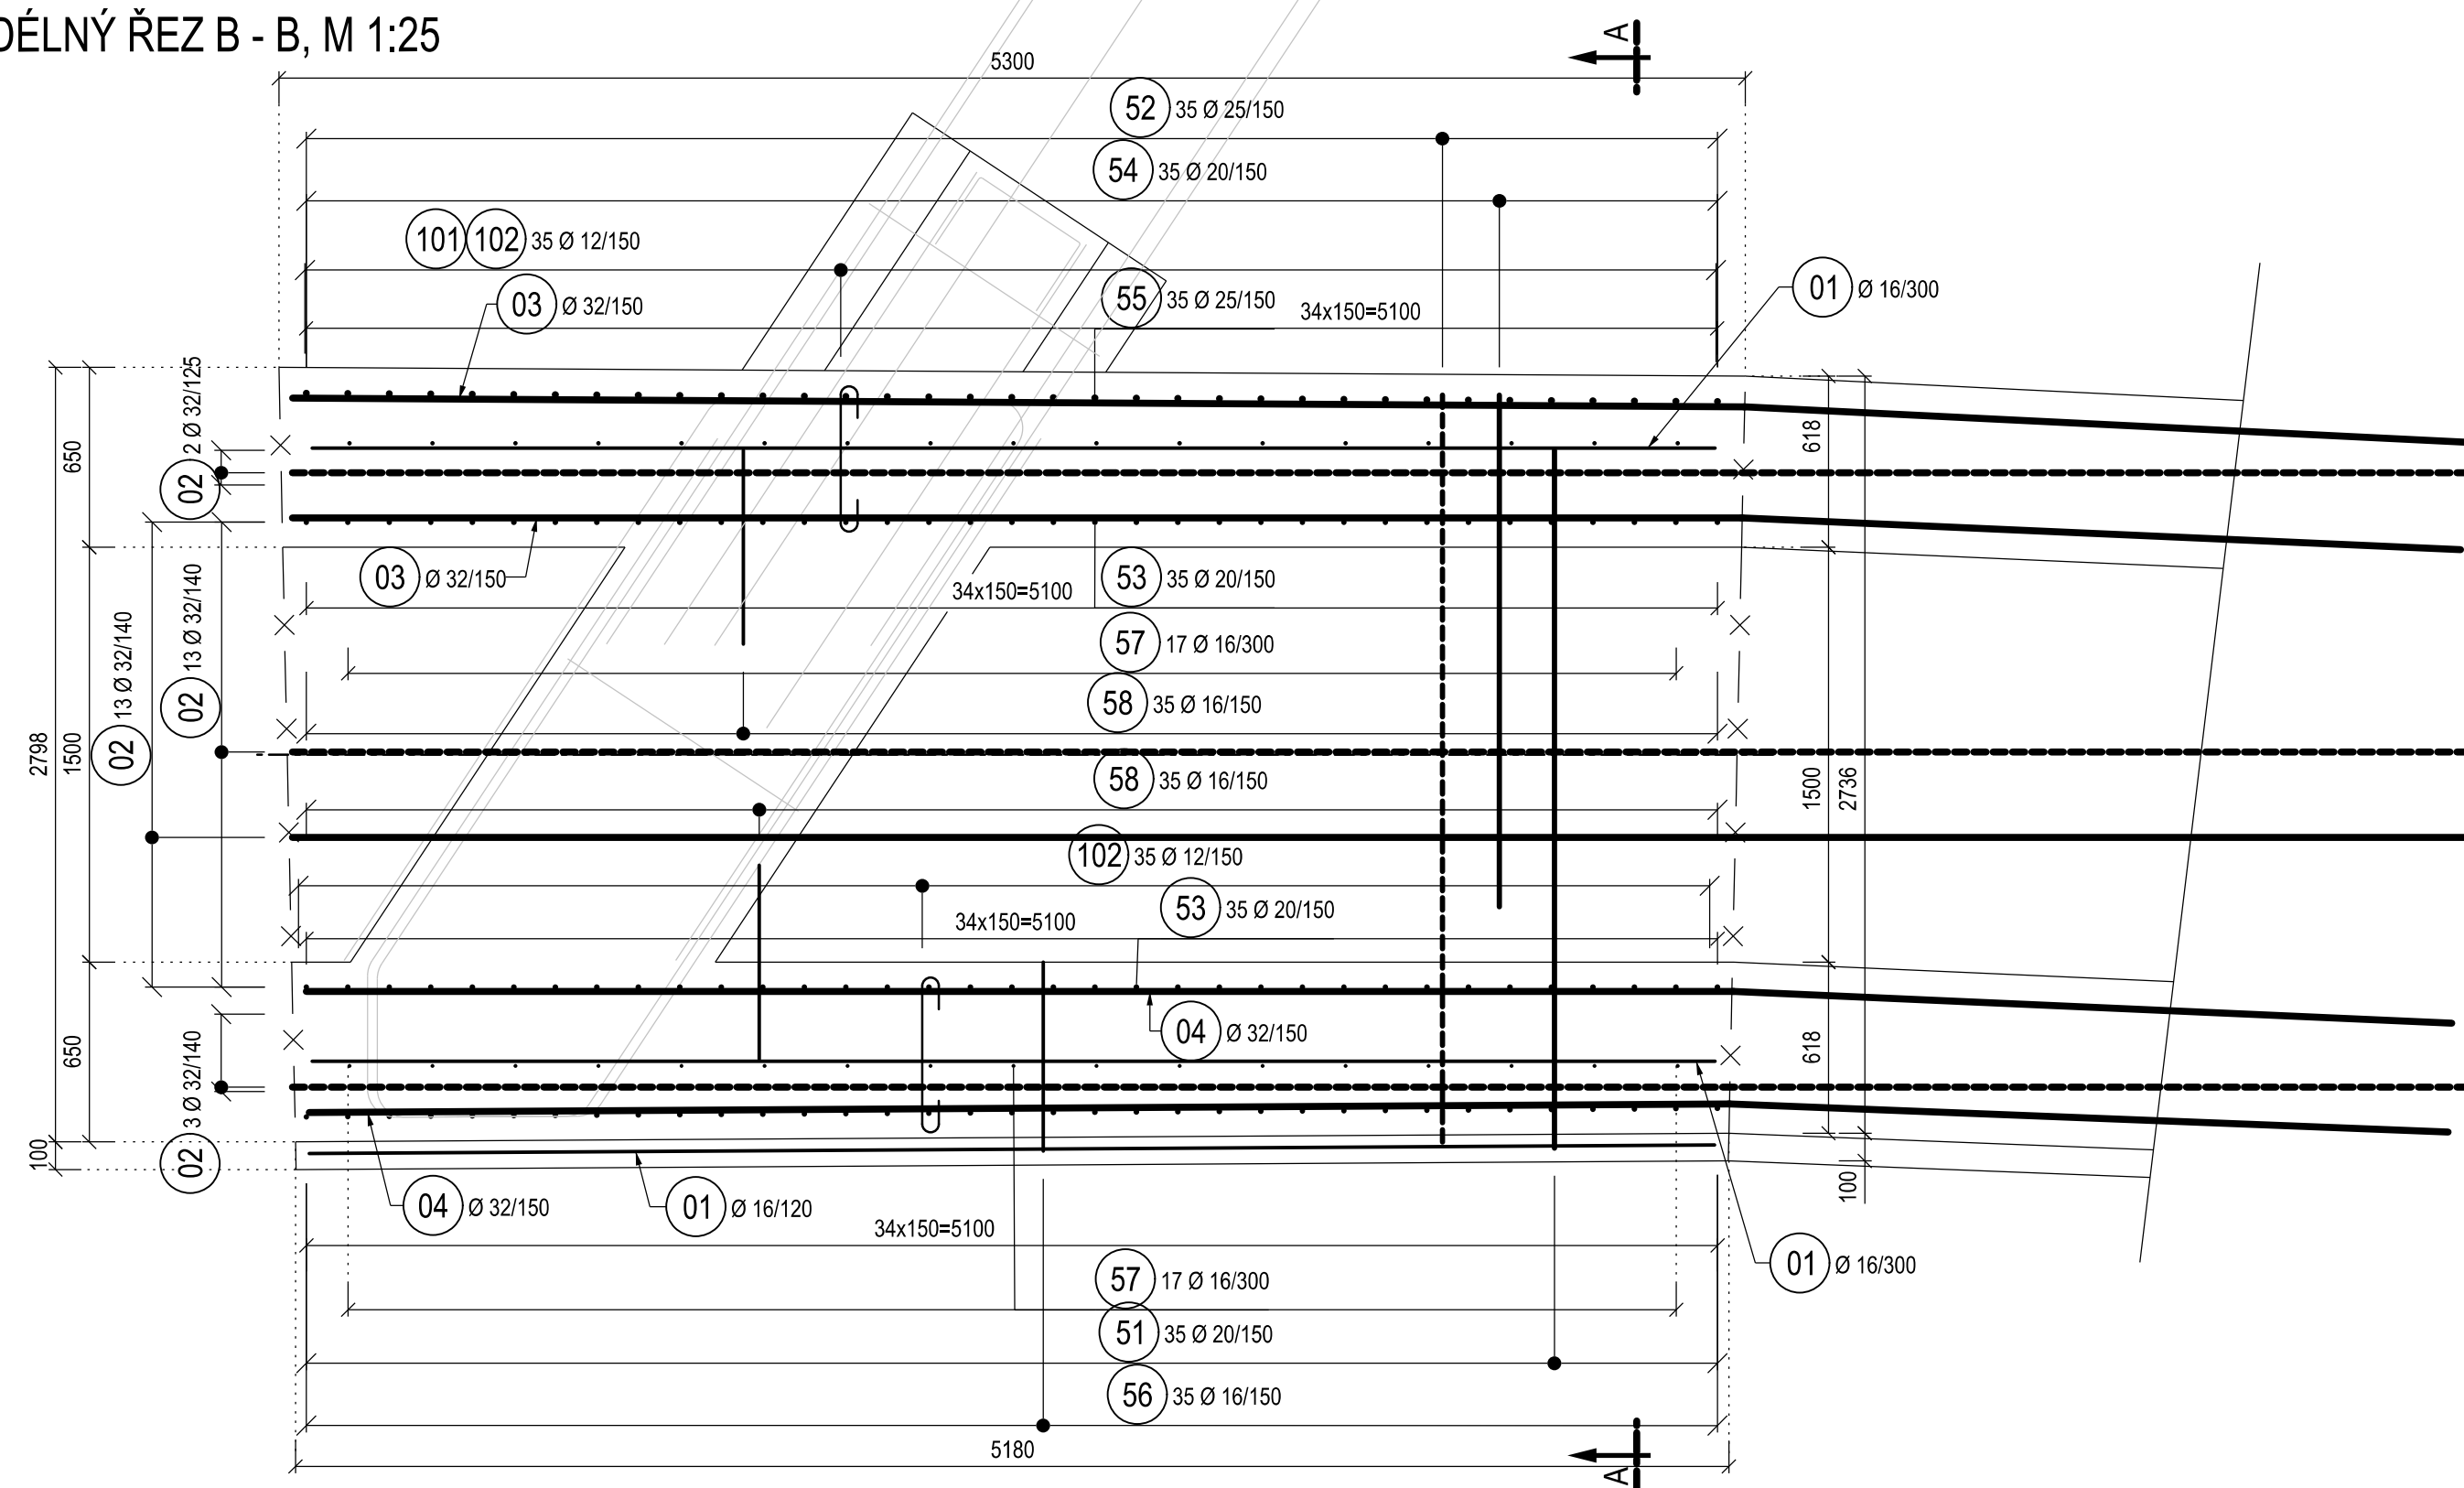 DÉLNÝ ŘEZ B - B, M 1:25
A
5300
52 35 Ø 25/150
54 35 Ø 20/150
101 102 35 Ø 12/150
03 Ø 32/150
55 35 Ø 25/150
34x150=5100
01 Ø 16/300
02 2 Ø 32/125
650
618
03 Ø 32/150
34x150=5100
53 35 Ø 20/150
57 17 Ø 16/300
58 35 Ø 16/150
02 13 Ø 32/140
02 13 Ø 32/140
2798
1500
58 35 Ø 16/150
1500
2736
102 35 Ø 12/150
53 35 Ø 20/150
34x150=5100
04 Ø 32/150
650
02 3 Ø 32/140
618
100
04 Ø 32/150
01 Ø 16/120
100
34x150=5100
01 Ø 16/300
57 17 Ø 16/300
51 35 Ø 20/150
56 35 Ø 16/150
5180
A